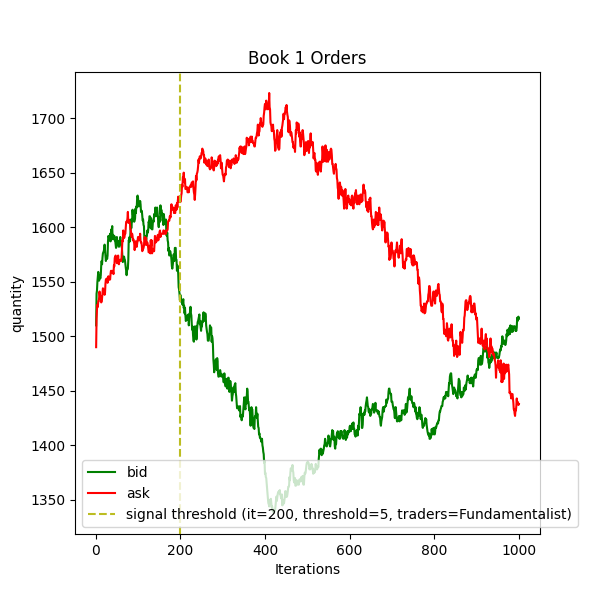 Book 1 Orders
quantity
1700
1650
1600
1550
1500
1450
1400
1350
bid
ask
signal threshold (it=200, threshold=5, traders=Fundamentalist)
0 200 400 600 800 1000
Iterations